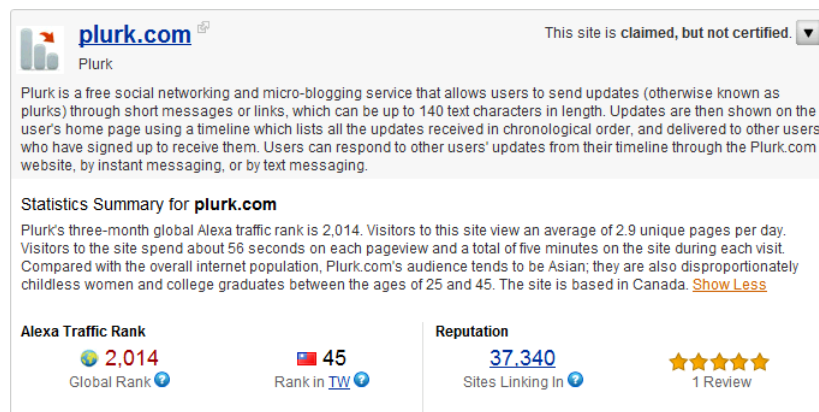 plurk.com
This site is claimed, but not certified.
Plurk
Plurk is a free social networking and micro-blogging service that allows users to send updates (otherwise known as
plurks) through short messages or links, which can be up to 140 text characters in length. Updates are then shown on the
user's home page using a timeline which lists all the updates received in chronological order, and delivered to other users
who have signed up to receive them. Users can respond to other users' updates from their timeline through the Plurk.com
website, by instant messaging, or by text messaging.
Statistics Summary for plurk.com
Plurk's three-month global Alexa traffic rank is 2,014. Visitors to this site view an average of 2.9 unique pages per day.
Visitors to the site spend about 56 seconds on each pageview and a total of five minutes on the site during each visit.
Compared with the overall internet population, Plurk.com's audience tends to be Asian; they are also disproportionately
childless women and college graduates between the ages of 25 and 45. The site is based in Canada. Show Less
Alexa Traffic Rank
Reputation
2,014
45
37,340
Global Rank ?
Rank in TW ?
Sites Linking In ?
1 Review